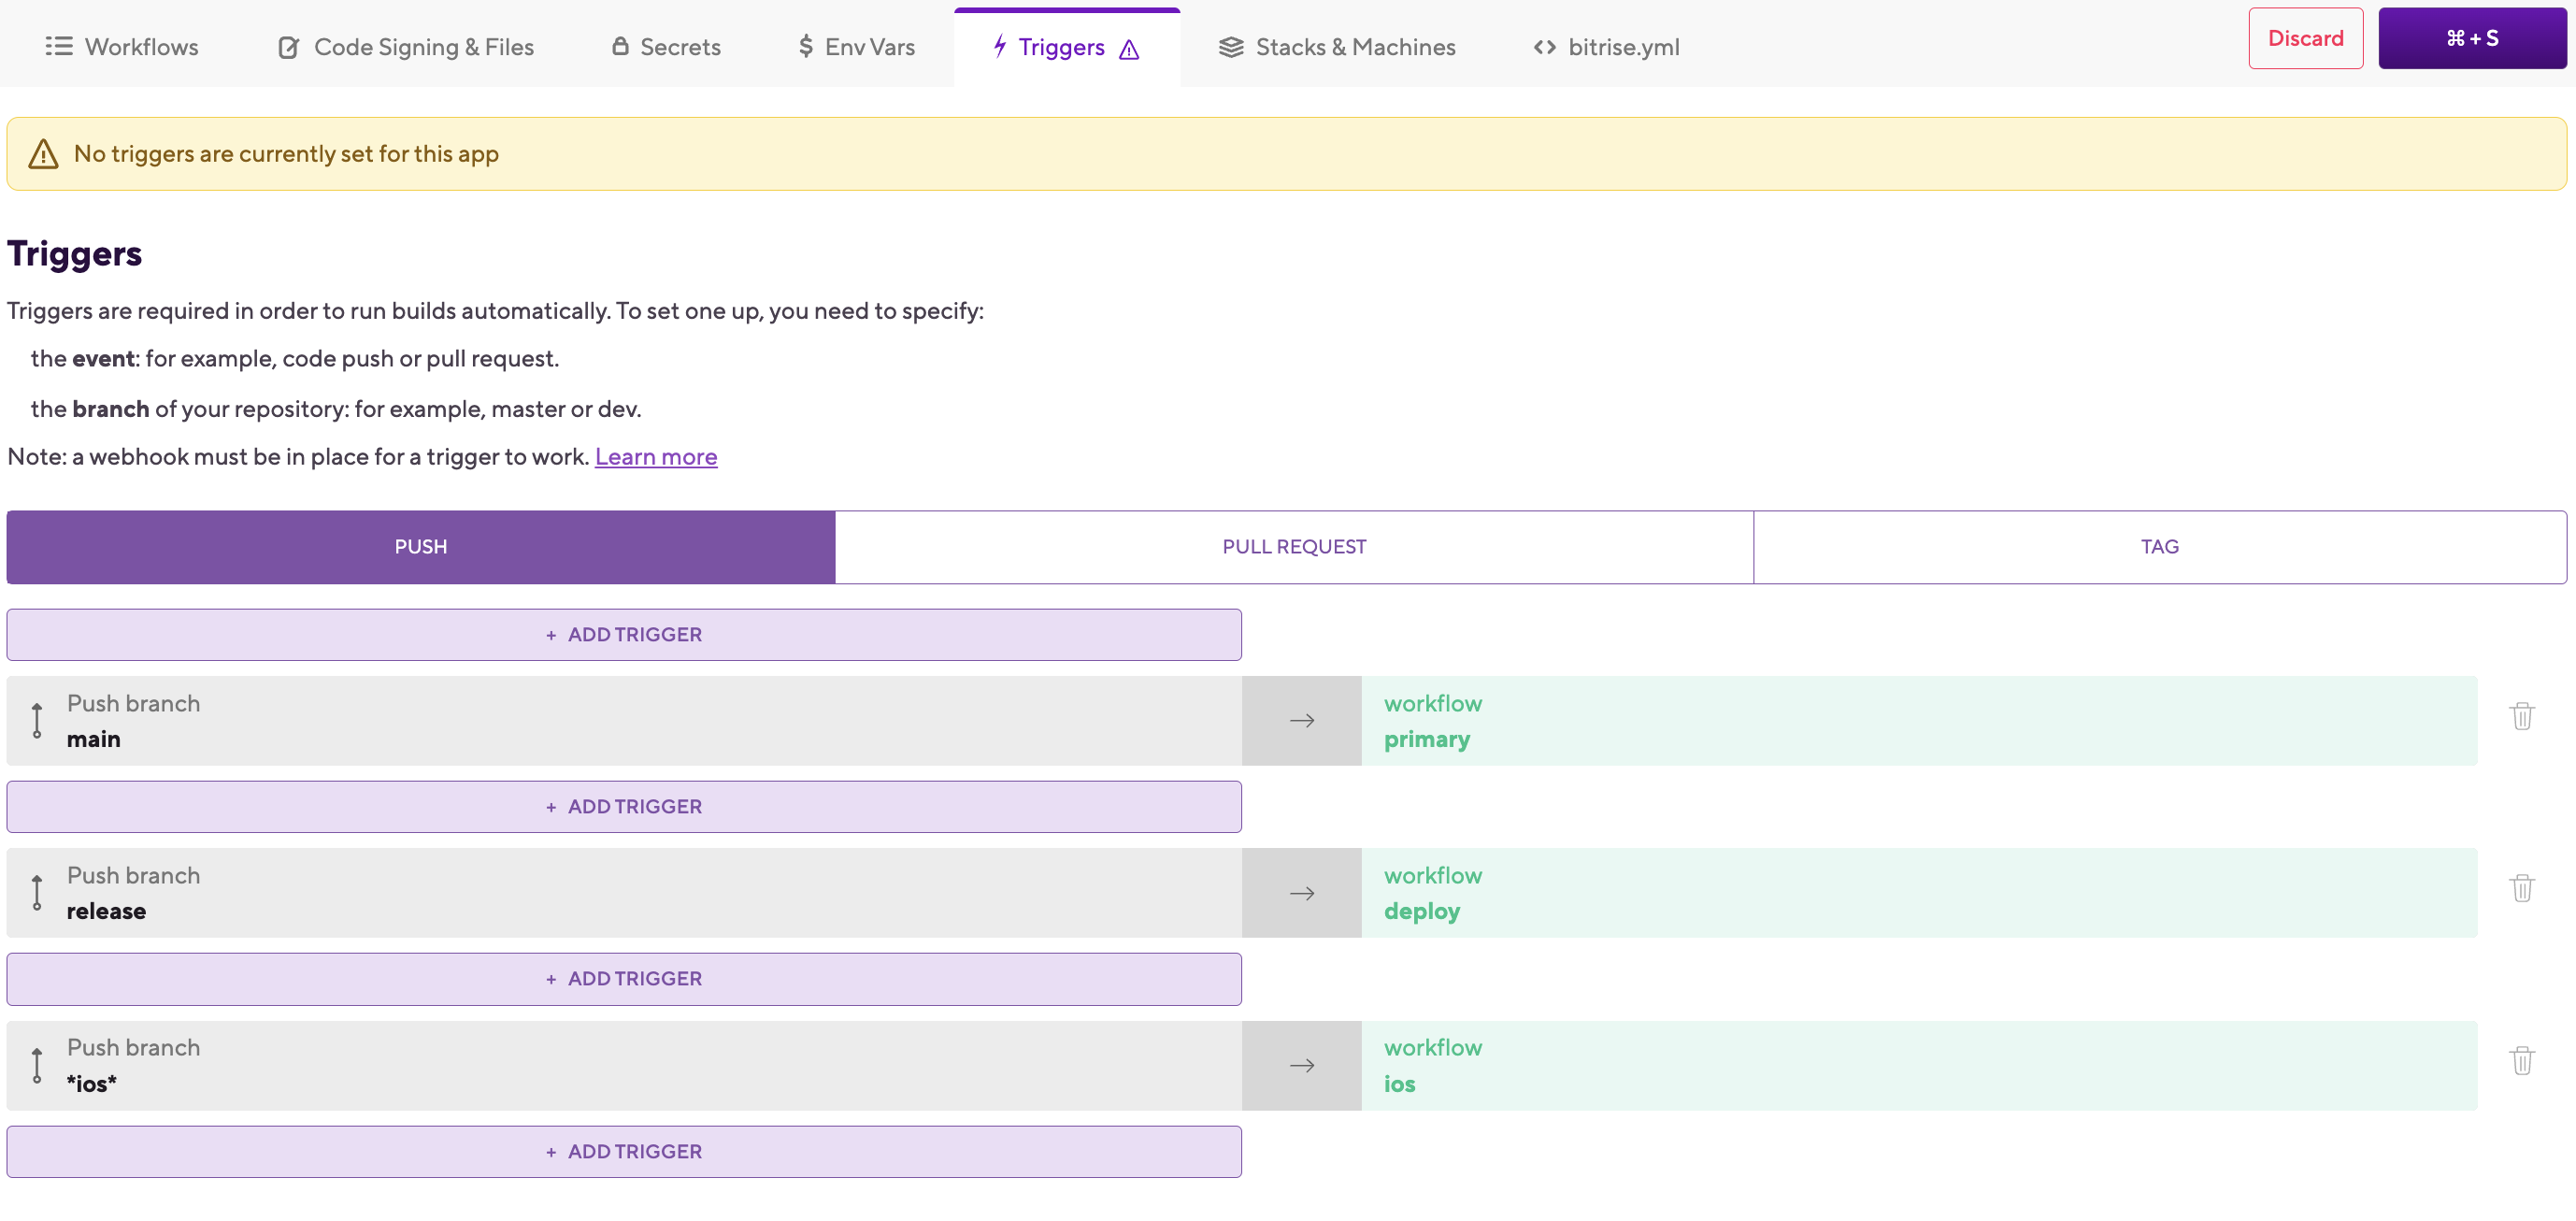 Workflows
Code Signing & Files
Secrets
$ Env Vars
Triggers
Stacks & Machines
<> bitrise.yml
Discard
⌘ + S
No triggers are currently set for this app
Triggers
Triggers are required in order to run builds automatically. To set one up, you need to specify:
the event: for example, code push or pull request.
the branch of your repository: for example, master or dev.
Note: a webhook must be in place for a trigger to work. Learn more
PUSH
PULL REQUEST
TAG
+ ADD TRIGGER
Push branch
main
→
workflow
primary
+ ADD TRIGGER
Push branch
release
→
workflow
deploy
+ ADD TRIGGER
Push branch
*ios*
→
workflow
ios
+ ADD TRIGGER